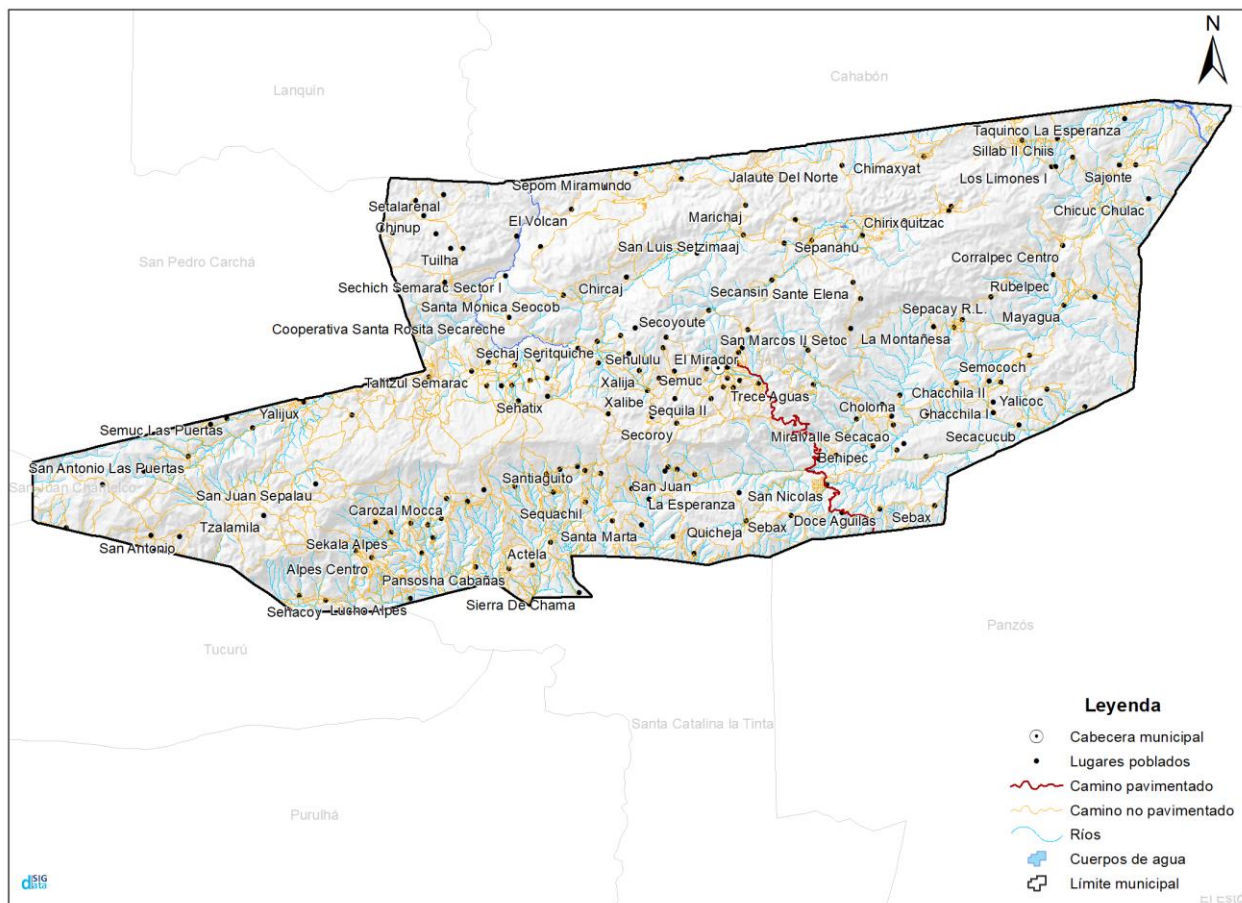 N
Cahabón
Lanquín
Taquinco La Esperanza
Sillab II Chiis
Chimaxyat
Jalaute Del Norte
Los Limones I
Sajonte
Sepom Miramundo
Setalarenal
Chicuc Chulac
Marichaj
Chinup
El Volcan
Chirixquitzac
San Luis Setzimaaj
Sepanahú
Tuilha
San Pedro Carchá
Corralpec Centro
Sechich Semarac Sector I
Chircaj
Secansin
Sante Elena
Rubelpec
Santa Monica Seocob
Sepacay R.L.
Mayagua
Cooperativa Santa Rosita Secareche
Secoyoute
San Marcos II Setoc
La Montañesa
Sechaj Seritquiche
Sehululu
El Mirador
Semococh
Talitzul Semarac
Xalija
Semuc
Trece Aguas
Chacchila II
Xalibe
Yalicoc
Sehatix
Sequila II
Choloma
Chacchila I
Yalijux
Semuc Las Puertas
Secoroy
Miralvalle Secacao
Secacucub
Benipec
San Antonio Las Puertas
Santiaguito
San Juan
San Juan Chamelco
San Juan Sepalau
La Esperanza
San Nicolas
Carozal Mocca
Sequachil
Tzalamila
Sebax
Doce Aguilas
Sebax
Santa Marta
Quicheja
Sekala Alpes
San Antonio
Actela
Alpes Centro
Pansosha Cabañas
Senacoy
Lucho Alpes
Sierra De Chama
Panzós
Tucurú
Santa Catalina la Tinta
Purulhá
Leyenda
Cabecera municipal
Lugares poblados
Camino pavimentado
Camino no pavimentado
Ríos
Cuerpos de agua
Límite municipal
SIG
data